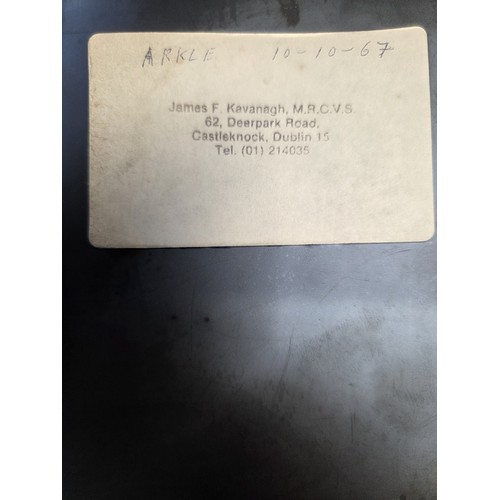 ARKLE 10-10-67
James F. Kavanagh, M.R.C.V.S.
62, Deerpark Road,
Castleknock, Dublin 15
Tel. (01) 214035